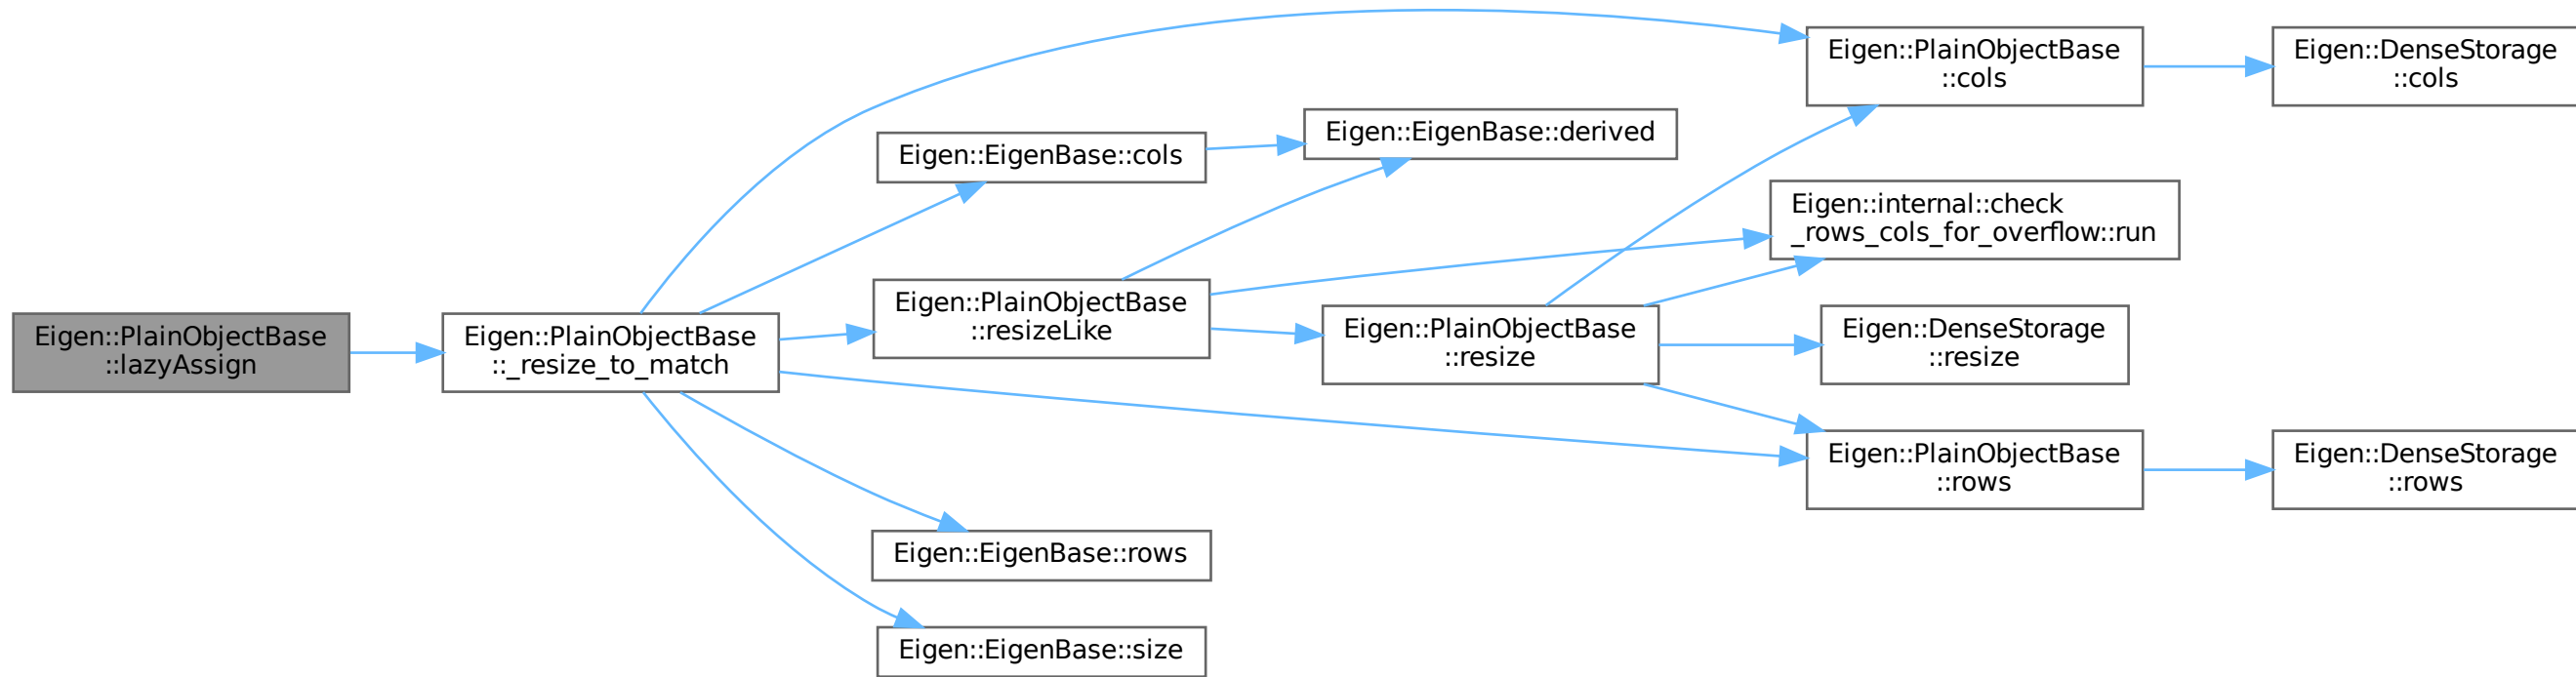 Eigen::PlainObjectBase
::lazyAssign
Eigen::PlainObjectBase
::_resize_to_match
Eigen::EigenBase::cols
Eigen::PlainObjectBase
::resizeLike
Eigen::EigenBase::rows
Eigen::EigenBase::size
Eigen::EigenBase::derived
Eigen::PlainObjectBase
::resize
Eigen::PlainObjectBase
::cols
Eigen::internal::check
_rows_cols_for_overflow::run
Eigen::DenseStorage
::resize
Eigen::PlainObjectBase
::rows
Eigen::DenseStorage
::cols
Eigen::DenseStorage
::rows